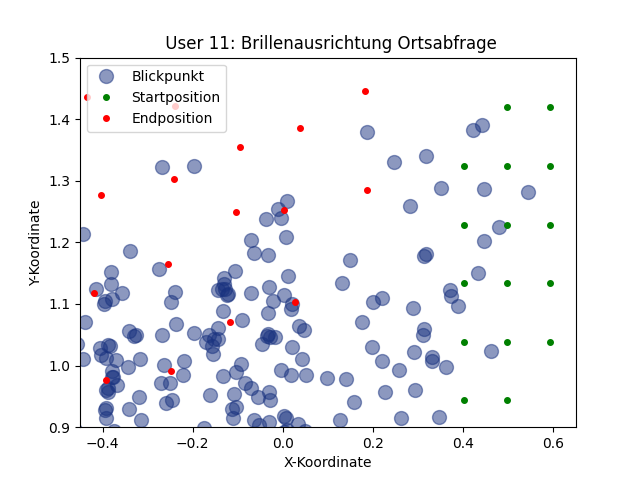 User 11: Brillenausrichtung Ortsabfrage
Blickpunkt
Startposition
Endposition
Y-Koordinate
1.5
1.4
1.3
1.2
1.1
1.0
0.9
−0.4 −0.2 0.0 0.2 0.4 0.6
X-Koordinate